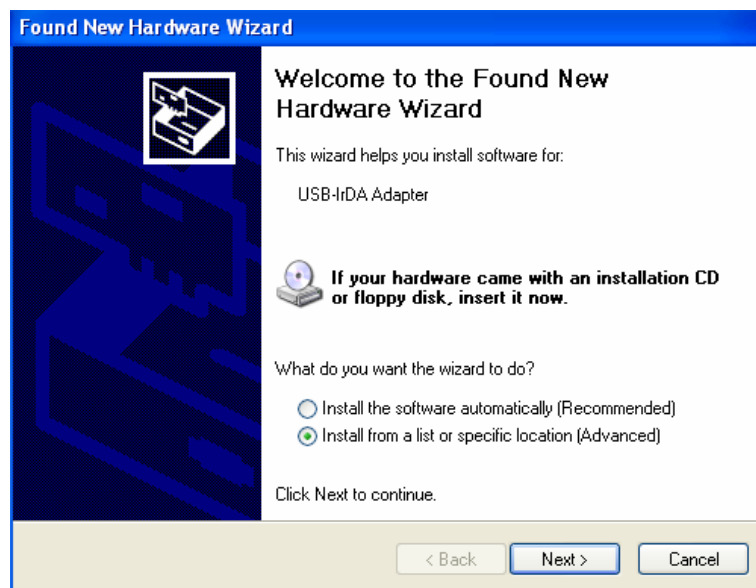 Found New Hardware Wizard
Welcome to the Found New
Hardware Wizard
This wizard helps you install software for:
USB-IrDA Adapter
If your hardware came with an installation CD
or floppy disk, insert it now.
What do you want the wizard to do?
Install the software automatically (Recommended)
Install from a list or specific location (Advanced)
Click Next to continue.
< Back Next > Cancel